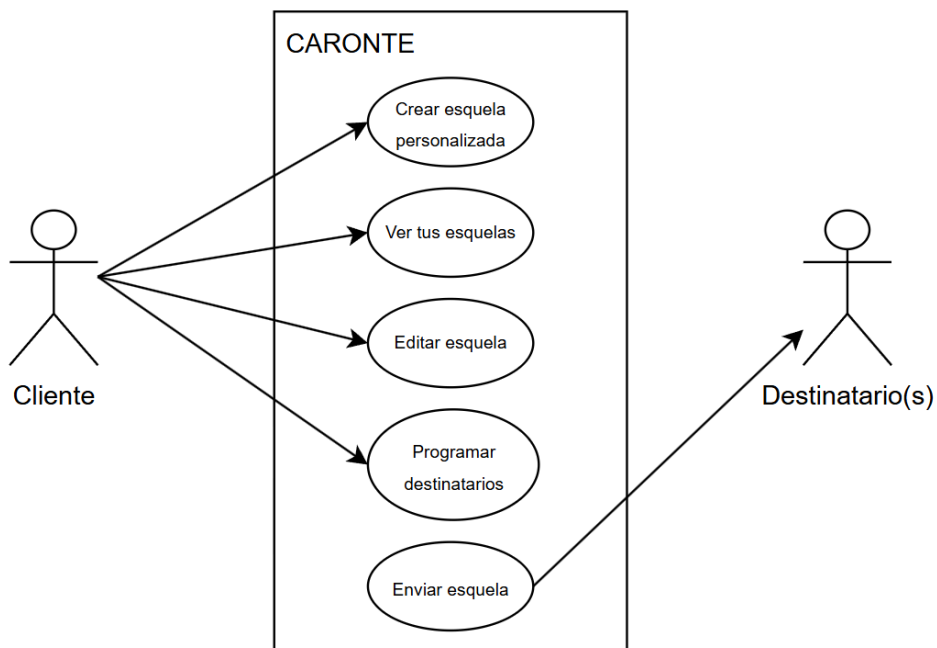 CARONTE
Crear esquela
personalizada
Ver tus esquelas
Editar esquela
Cliente
Destinatario(s)
Programar
destinatarios
Enviar esquela